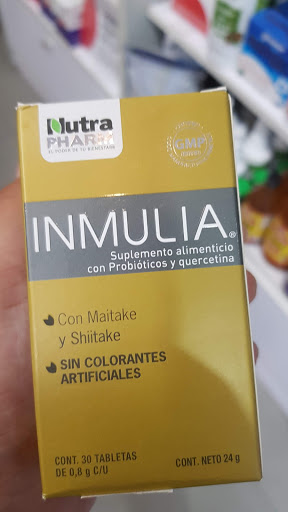 Nutra
PHARM
EL PODER DE TU BIENESTAR
GMP
INMULIA®
Suplemento alimenticio
con Probióticos y quercetina
Con Maitake
y Shiitake
SIN COLORANTES
ARTIFICIALES
CONT. 30 TABLETAS
DE 0,8 g C/U
CONT. NETO 24 g